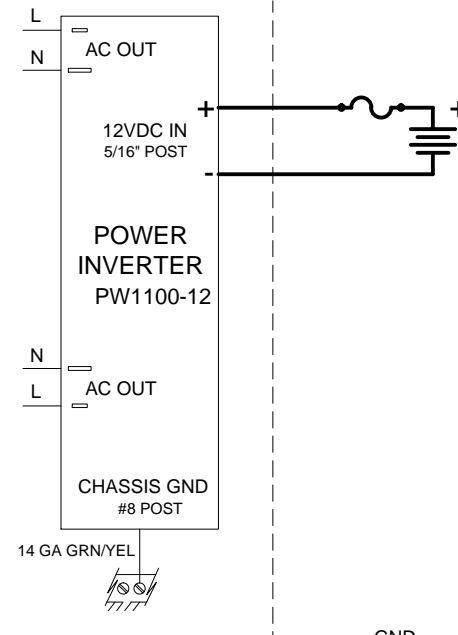 L
AC OUT
N
+
+
12VDC IN
5/16" POST
-
POWER
INVERTER
PW1100-12
N
AC OUT
L
CHASSIS GND
#8 POST
14 GA GRN/YEL